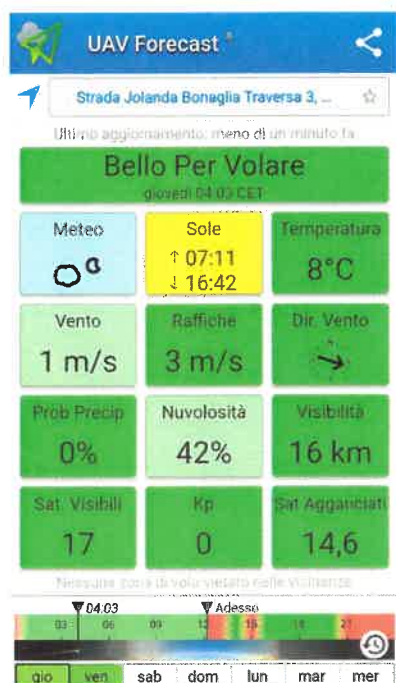 UAV Forecast
Strada Jolanda Bonaglia Traversa 3, ...
Ultimo aggiornamento: meno di un minuto fa
Bello Per Volare
giovedì 04:03 CET
Meteo
Sole
Temperatura
↑ 07:11
↓ 16:42
8°C
Vento
Raffiche
Dir. Vento
1 m/s
3 m/s
Prob Precip
Nuvolosità
Visibilità
0%
42%
16 km
Sat. Visibili
Kp
Sat Agganciati
17
0
14,6
Nessuna zona di volo vietato nelle vicinanze
04:03
Adesso
03 06 09 12 15 18 21
gio ven sab dom lun mar mer